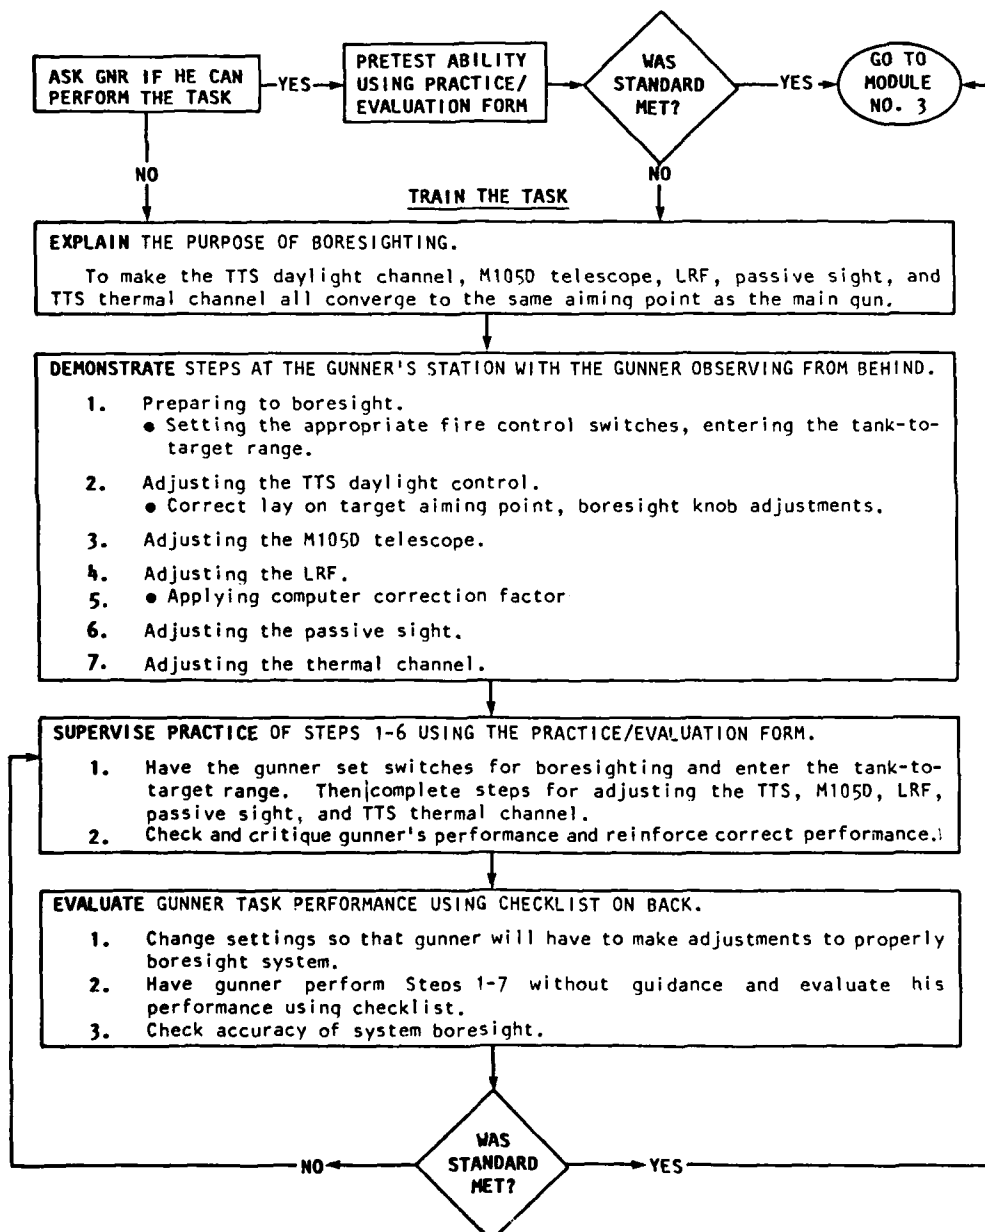 ASK GNR IF HE CAN
PERFORM THE TASK
YES
PRETEST ABILITY
USING PRACTICE/
EVALUATION FORM
WAS
STANDARD
MET?
YES
GO TO
MODULE
NO. 3
NO
NO
TRAIN THE TASK
EXPLAIN THE PURPOSE OF BORESIGHTING.
To make the TTS daylight channel, M105D telescope, LRF, passive sight, and
TTS thermal channel all converge to the same aiming point as the main gun.
DEMONSTRATE STEPS AT THE GUNNER'S STATION WITH THE GUNNER OBSERVING FROM BEHIND.
1. Preparing to boresight.
● Setting the appropriate fire control switches, entering the tank-to-
target range.
2. Adjusting the TTS daylight control.
● Correct lay on target aiming point, boresight knob adjustments.
3. Adjusting the M105D telescope.
4. Adjusting the LRF.
5. ● Applying computer correction factor
6. Adjusting the passive sight.
7. Adjusting the thermal channel.
SUPERVISE PRACTICE OF STEPS 1-6 USING THE PRACTICE/EVALUATION FORM.
1. Have the gunner set switches for boresighting and enter the tank-to-
target range. Then complete steps for adjusting the TTS, M105D, LRF,
passive sight, and TTS thermal channel.
2. Check and critique gunner's performance and reinforce correct performance.
EVALUATE GUNNER TASK PERFORMANCE USING CHECKLIST ON BACK.
1. Change settings so that gunner will have to make adjustments to properly
boresight system.
2. Have gunner perform Steps 1-7 without guidance and evaluate his
performance using checklist.
3. Check accuracy of system boresight.
WAS
STANDARD
MET?
NO
YES